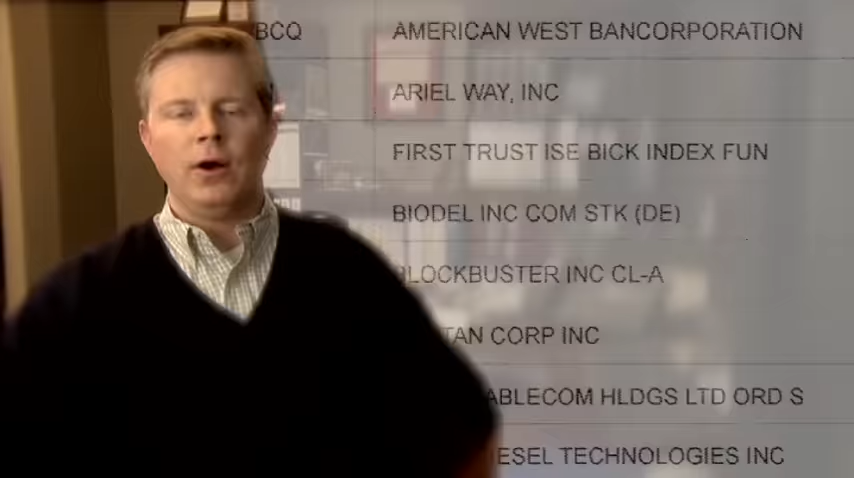 BCQ AMERICAN WEST BANCORPORATION
ARIEL WAY, INC
FIRST TRUST ISE BICK INDEX FUN
BIODEL INC COM STK (DE)
LOCKBUSTER INC CL-A
TAN CORP INC
ABLECOM HLDGS LTD ORD S
ESEL TECHNOLOGIES INC